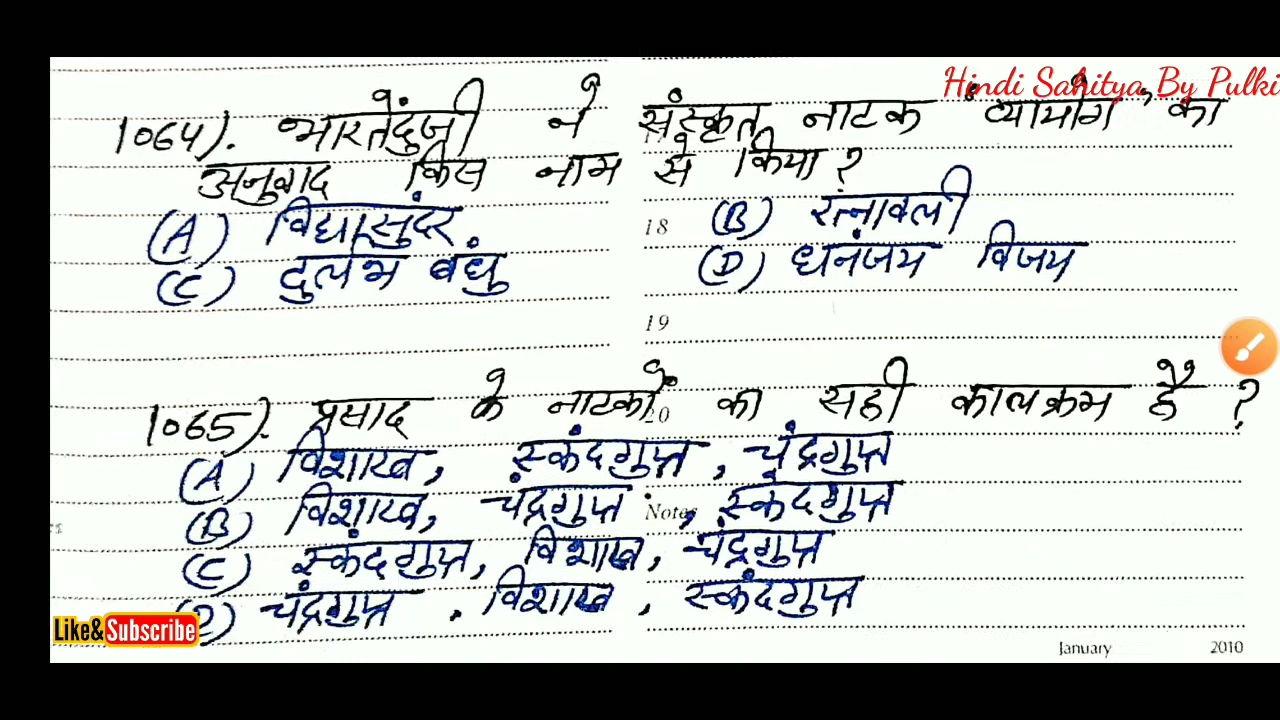 Hindi Sahitya By Pulki
1064). भारतेंदुजी ने संस्कृत नाटक 'व्यायोग' का
अनुवाद किस नाम से किया?
(A) विद्यासुंदर (B) रत्नावली
18
(C) दुर्लभ बंधु (D) धनंजय विजय
19
1065). प्रसाद के नाटकों का सही कालक्रम है?
20
(A) विशाख, स्कंदगुप्त, चंद्रगुप्त
(B) विशाख, चंद्रगुप्त, स्कंदगुप्त
Notes
(C) स्कंदगुप्त, विशाख, चंद्रगुप्त
(D) चंद्रगुप्त, विशाख, स्कंदगुप्त
Like& Subscribe
January 2010